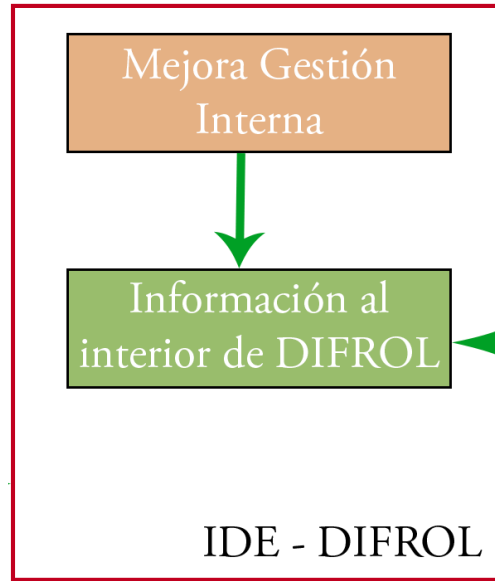 Mejora Gestión
Interna
Información al
interior de DIFROL
IDE - DIFROL